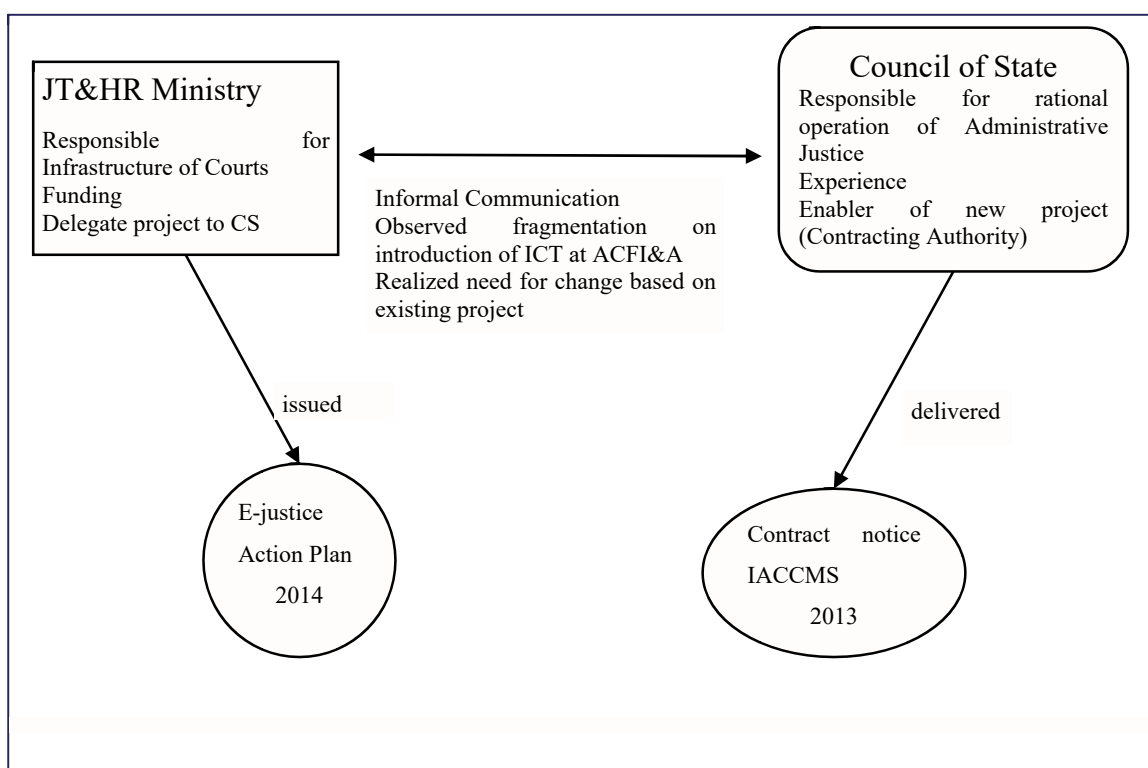 JT&HR Ministry
Responsible for
Infrastructure of Courts
Funding
Delegate project to CS
Council of State
Responsible for rational
operation of Administrative
Justice
Experience
Enabler of new project
(Contracting Authority)
Informal Communication
Observed fragmentation on
introduction of ICT at ACFI&A
Realized need for change based on
existing project
issued
delivered
E-justice
Action Plan
2014
Contract notice
IACCMS
2013